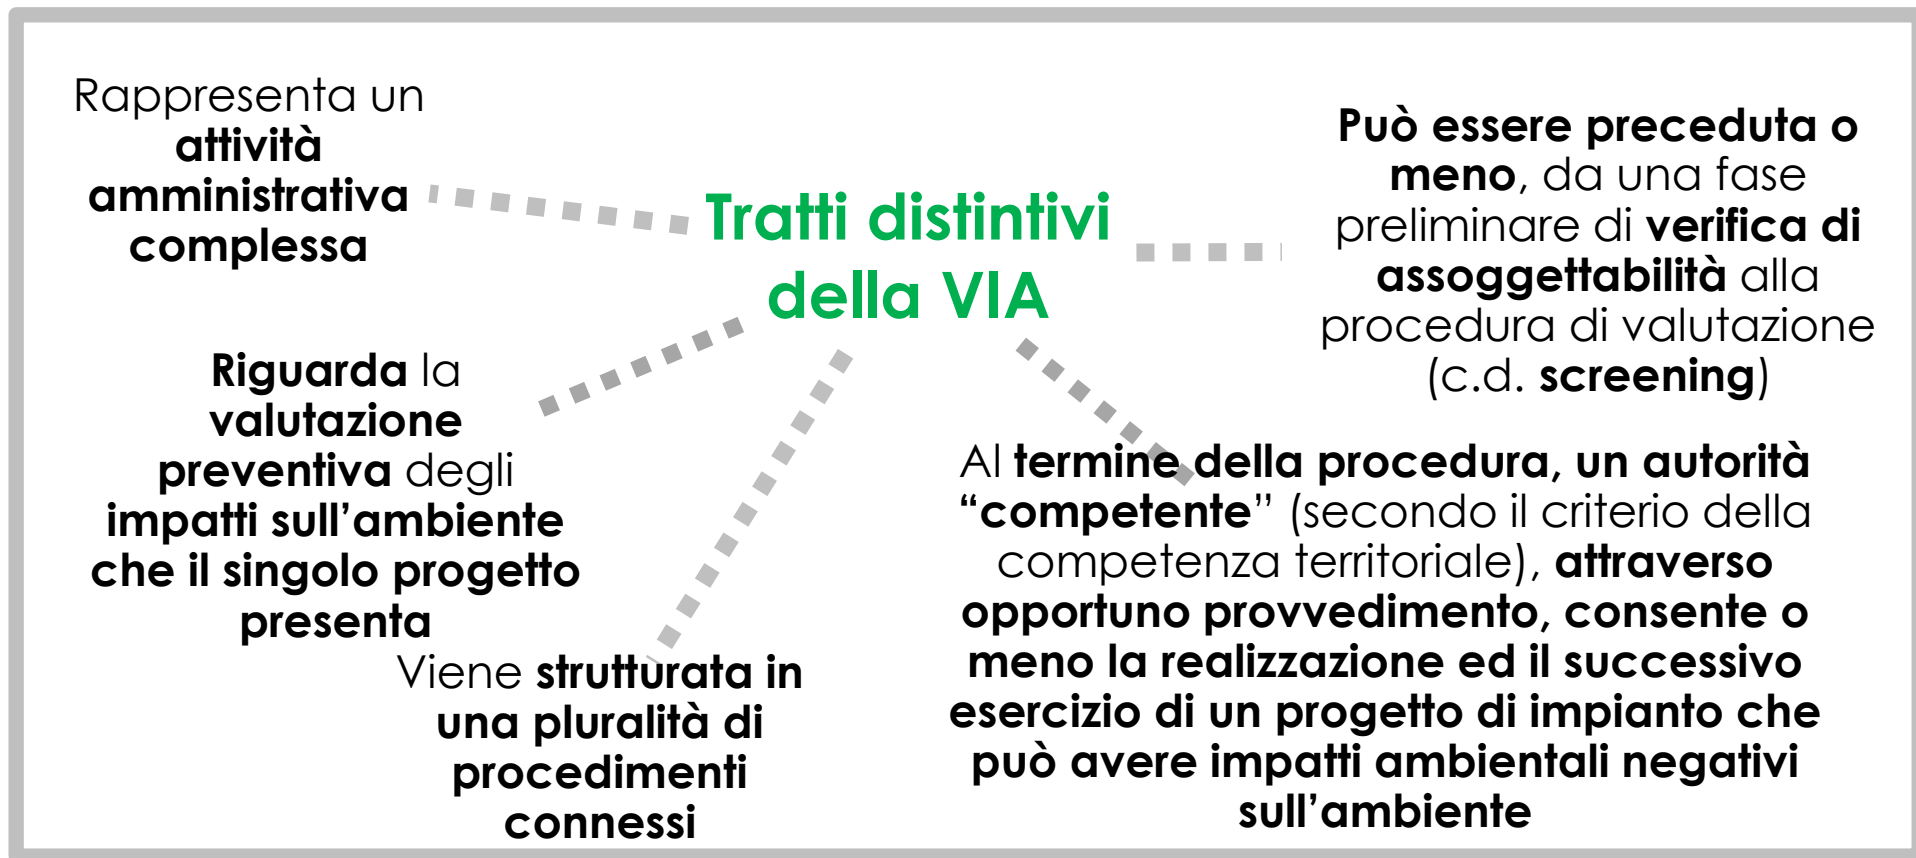 Rappresenta un
attività
amministrativa
complessa
Tratti distintivi
della VIA
Può essere preceduta o
meno, da una fase
preliminare di verifica di
assoggettabilità alla
procedura di valutazione
(c.d. screening)
Riguarda la
valutazione
preventiva degli
impatti sull’ambiente
che il singolo progetto
presenta
Viene strutturata in
una pluralità di
procedimenti
connessi
Al termine della procedura, un autorità
“competente” (secondo il criterio della
competenza territoriale), attraverso
opportuno provvedimento, consente o
meno la realizzazione ed il successivo
esercizio di un progetto di impianto che
può avere impatti ambientali negativi
sull’ambiente